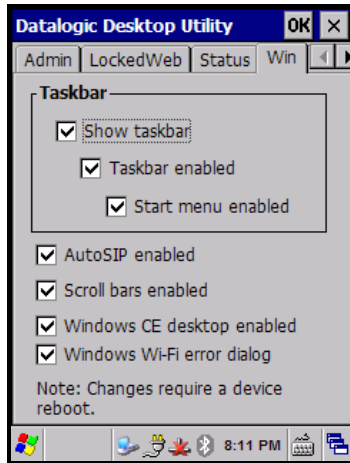 Datalogic Desktop Utility OK
Admin LockedWeb Status Win
Taskbar
Show taskbar
Taskbar enabled
Start menu enabled
AutoSIP enabled
Scroll bars enabled
Windows CE desktop enabled
Windows Wi-Fi error dialog
Note: Changes require a device
reboot.
8:11 PM